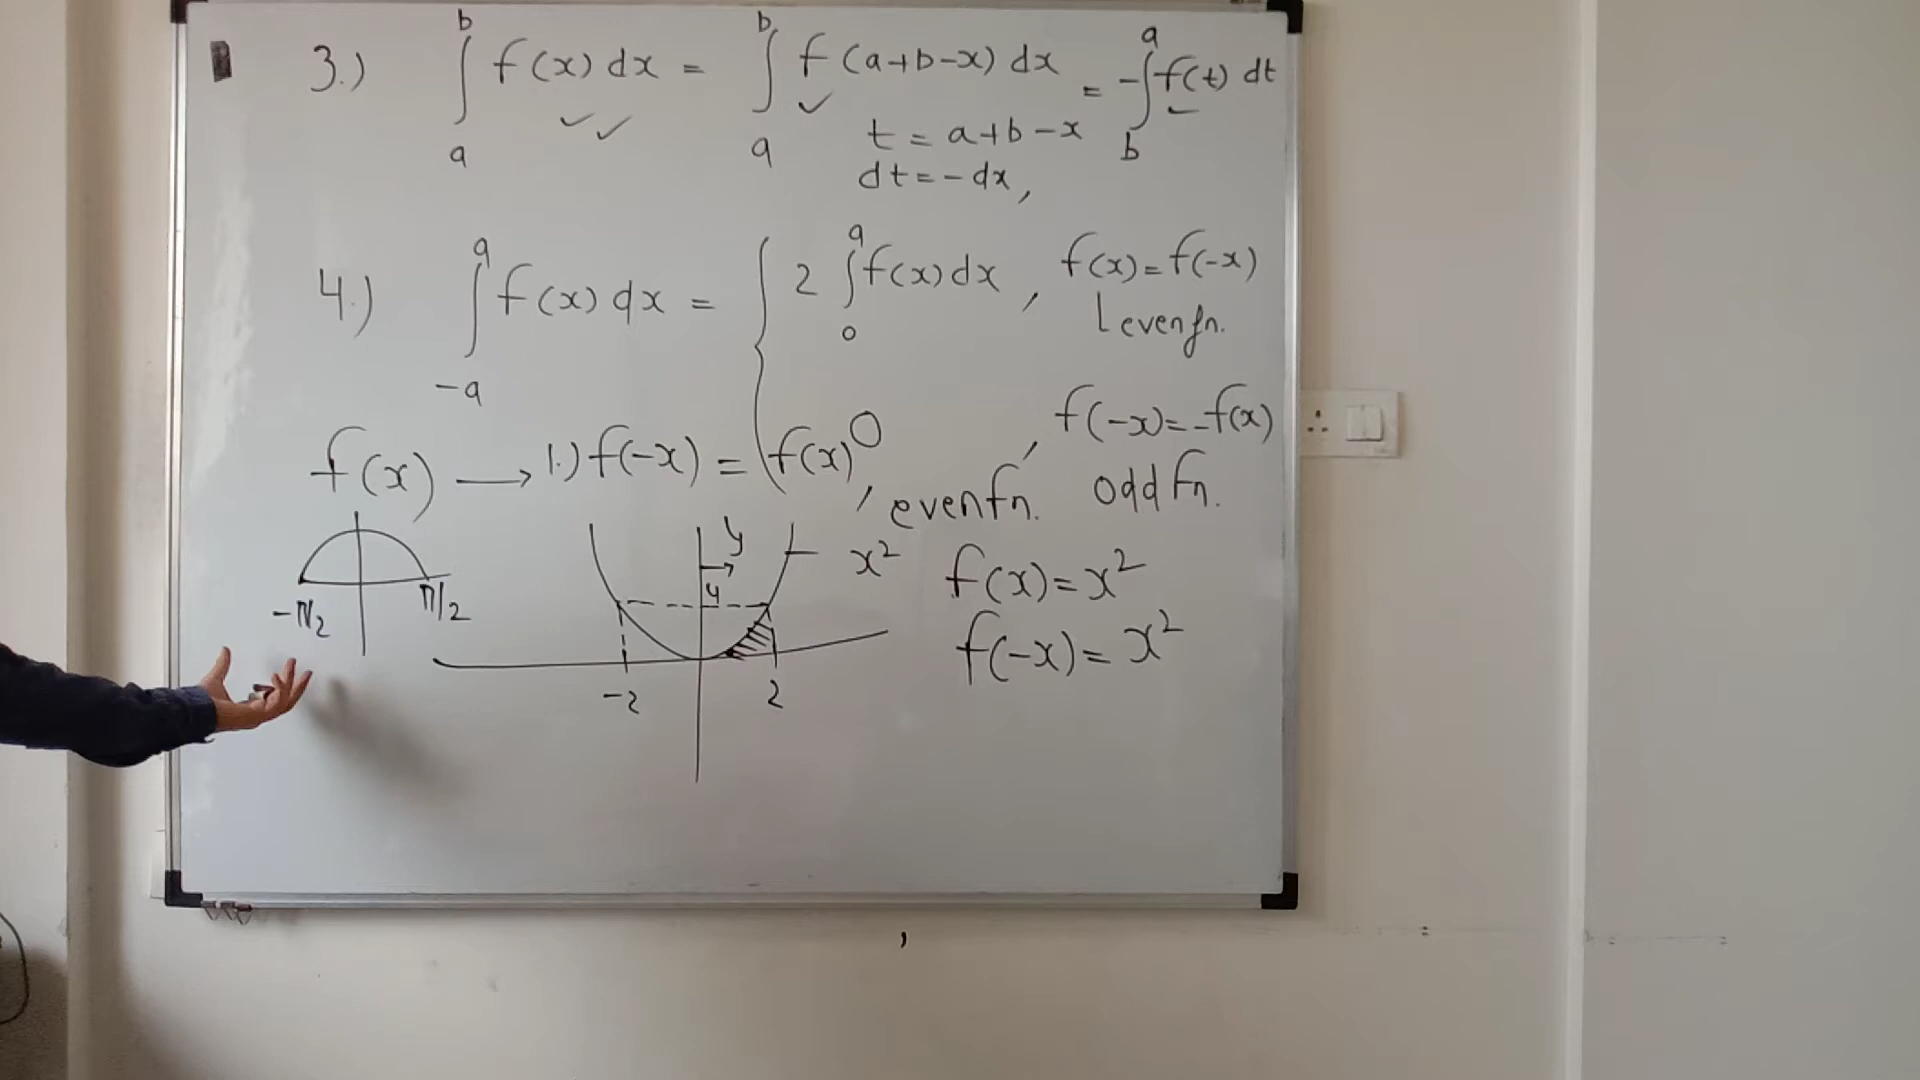 3.) ∫_a^b f(x) dx = ∫_a^b f(a+b-x) dx = -∫_b^a f(t) dt
t = a+b-x
dt = -dx,
4.) ∫_{-a}^a f(x) dx = { 2 ∫_0^a f(x) dx , f(x) = f(-x)
even fn.
0 , f(-x) = -f(x)
odd fn.
f(x) → 1.) f(-x) = f(x) , even fn.
y
x²
f(x) = x²
4
-π/2
π/2
f(-x) = x²
-2
2